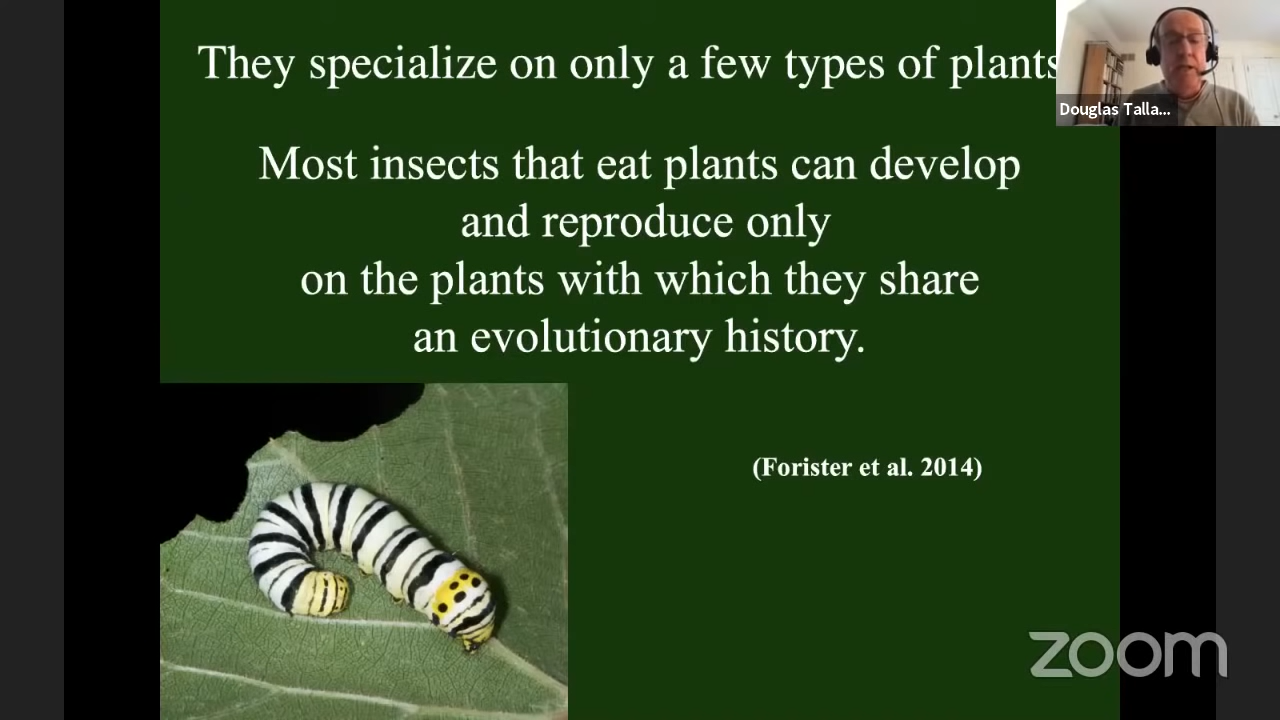 They specialize on only a few types of plants
Douglas Talla...
Most insects that eat plants can develop
and reproduce only
on the plants with which they share
an evolutionary history.
(Forister et al. 2014)
zoom